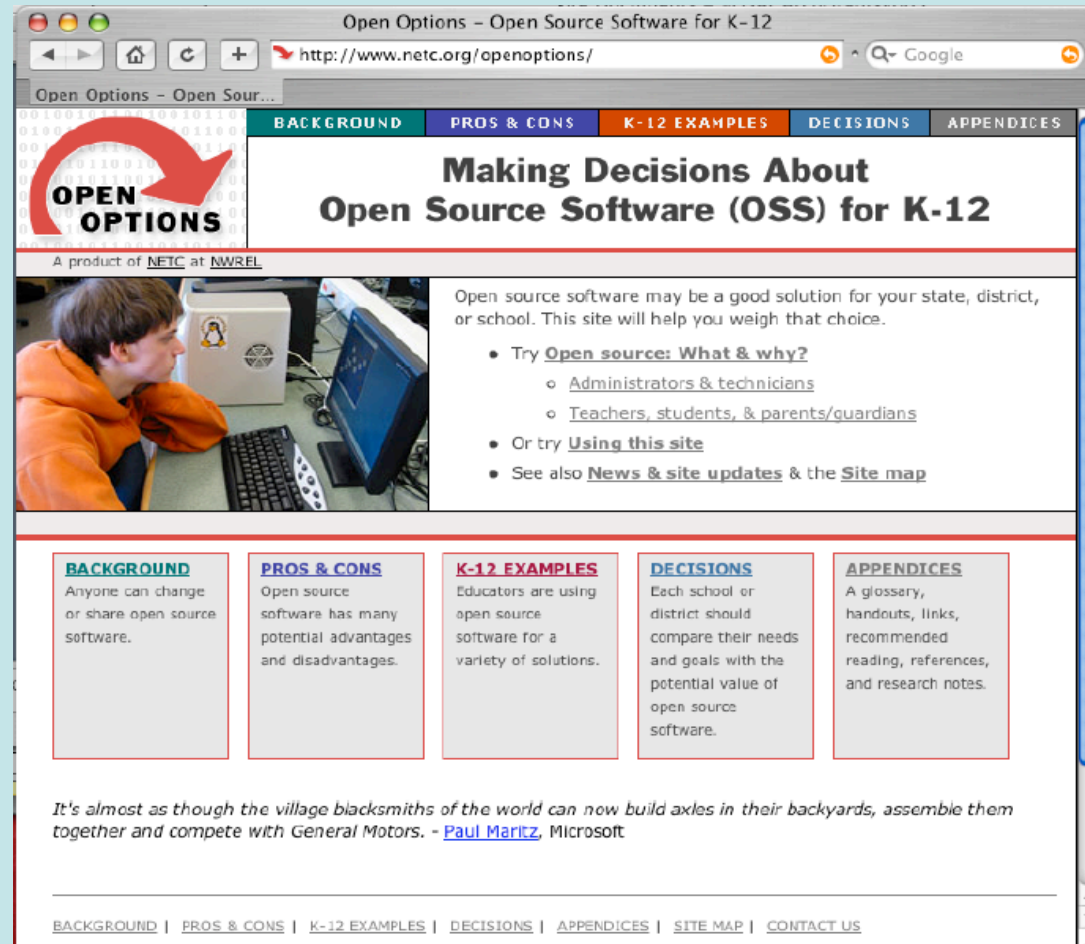 Open Options – Open Source Software for K-12
http://www.netc.org/openoptions/
Google
Open Options – Open Sour...
BACKGROUND
PROS & CONS
K-12 EXAMPLES
DECISIONS
APPENDICES
OPEN
OPTIONS
Making Decisions About
Open Source Software (OSS) for K-12
A product of NETC at NWREL
Open source software may be a good solution for your state, district,
or school. This site will help you weigh that choice.
• Try Open source: What & why?
o Administrators & technicians
o Teachers, students, & parents/guardians
• Or try Using this site
• See also News & site updates & the Site map
BACKGROUND
Anyone can change
or share open source
software.
PROS & CONS
Open source
software has many
potential advantages
and disadvantages.
K-12 EXAMPLES
Educators are using
open source
software for a
variety of solutions.
DECISIONS
Each school or
district should
compare their needs
and goals with the
potential value of
open source
software.
APPENDICES
A glossary,
handouts, links,
recommended
reading, references,
and research notes.
It's almost as though the village blacksmiths of the world can now build axles in their backyards, assemble them
together and compete with General Motors. - Paul Maritz, Microsoft
BACKGROUND | PROS & CONS | K-12 EXAMPLES | DECISIONS | APPENDICES | SITE MAP | CONTACT US